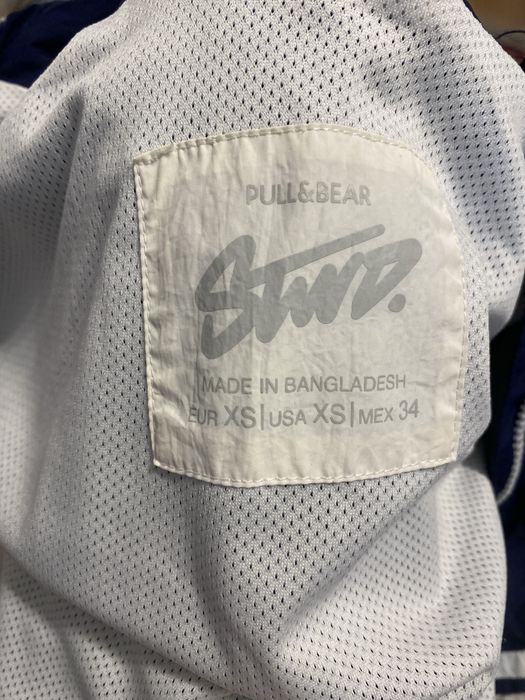 PULL&BEAR
STWD.
MADE IN BANGLADESH
EUR XS|USA XS|MEX 34